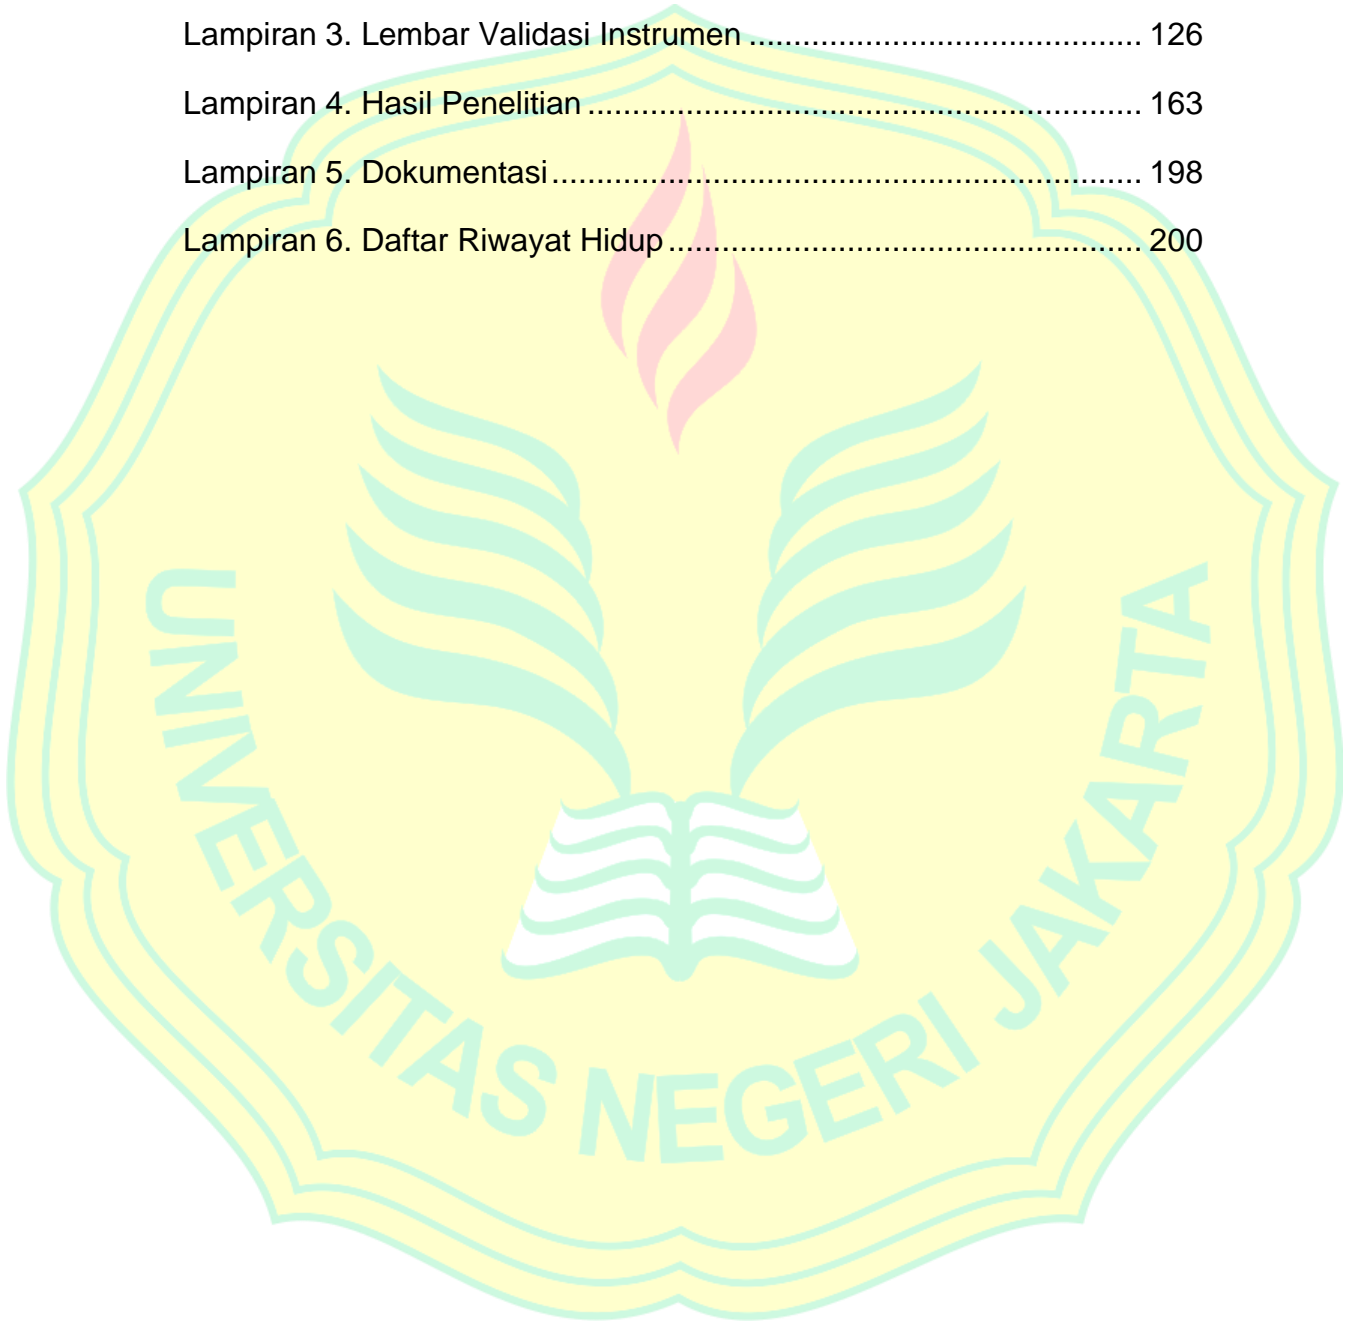 Lampiran 3. Lembar Validasi Instrumen ............................................ 126
Lampiran 4. Hasil Penelitian .............................................................. 163
Lampiran 5. Dokumentasi.................................................................. 198
Lampiran 6. Daftar Riwayat Hidup ..................................................... 200
UNIVERSITAS NEGERI JAKARTA